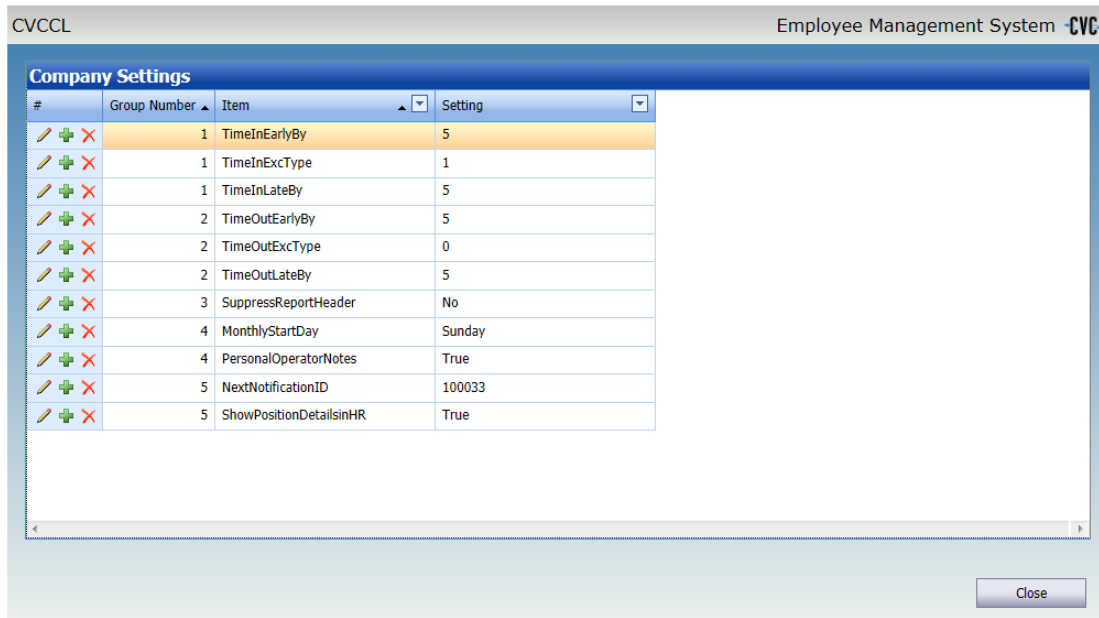 CVCCL Employee Management System CVC
Company Settings
# Group Number Item Setting
1 TimeInEarlyBy 5
1 TimeInExcType 1
1 TimeInLateBy 5
2 TimeOutEarlyBy 5
2 TimeOutExcType 0
2 TimeOutLateBy 5
3 SuppressReportHeader No
4 MonthlyStartDay Sunday
4 PersonalOperatorNotes True
5 NextNotificationID 100033
5 ShowPositionDetailsinHR True
Close